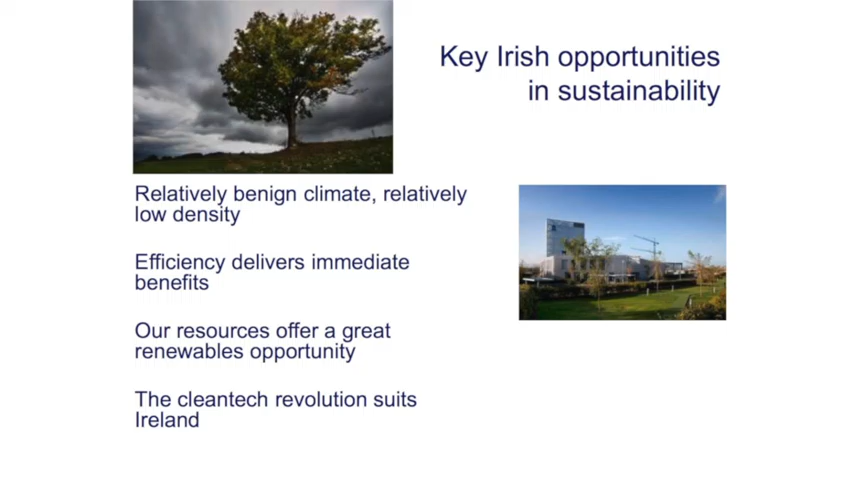 Key Irish opportunities
in sustainability
Relatively benign climate, relatively
low density
Efficiency delivers immediate
benefits
Our resources offer a great
renewables opportunity
The cleantech revolution suits
Ireland